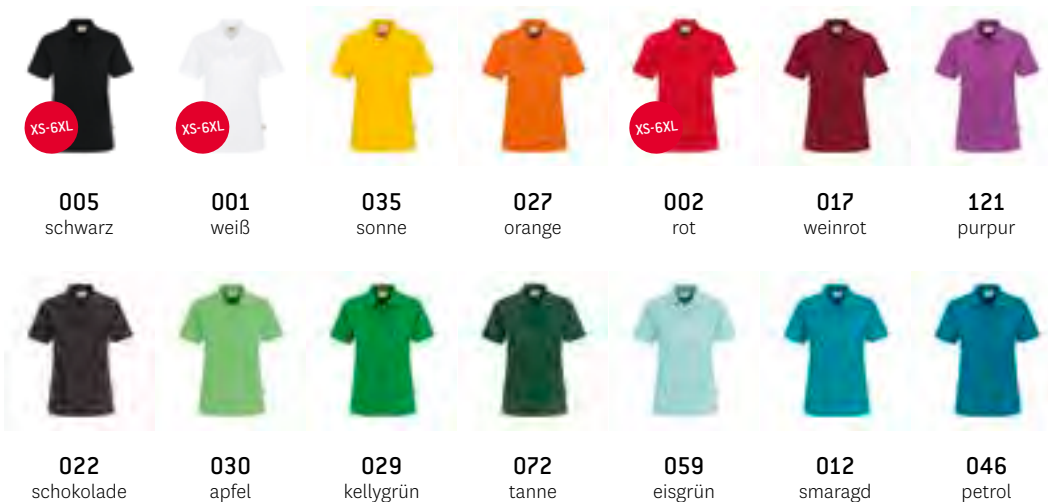 XS-6XL
XS-6XL
XS-6XL
005 001 035 027 002 017 121
schwarz weiß sonne orange rot weinrot purpur
022 030 029 072 059 012 046
schokolade apfel kellygrün tanne eisgrün smaragd petrol